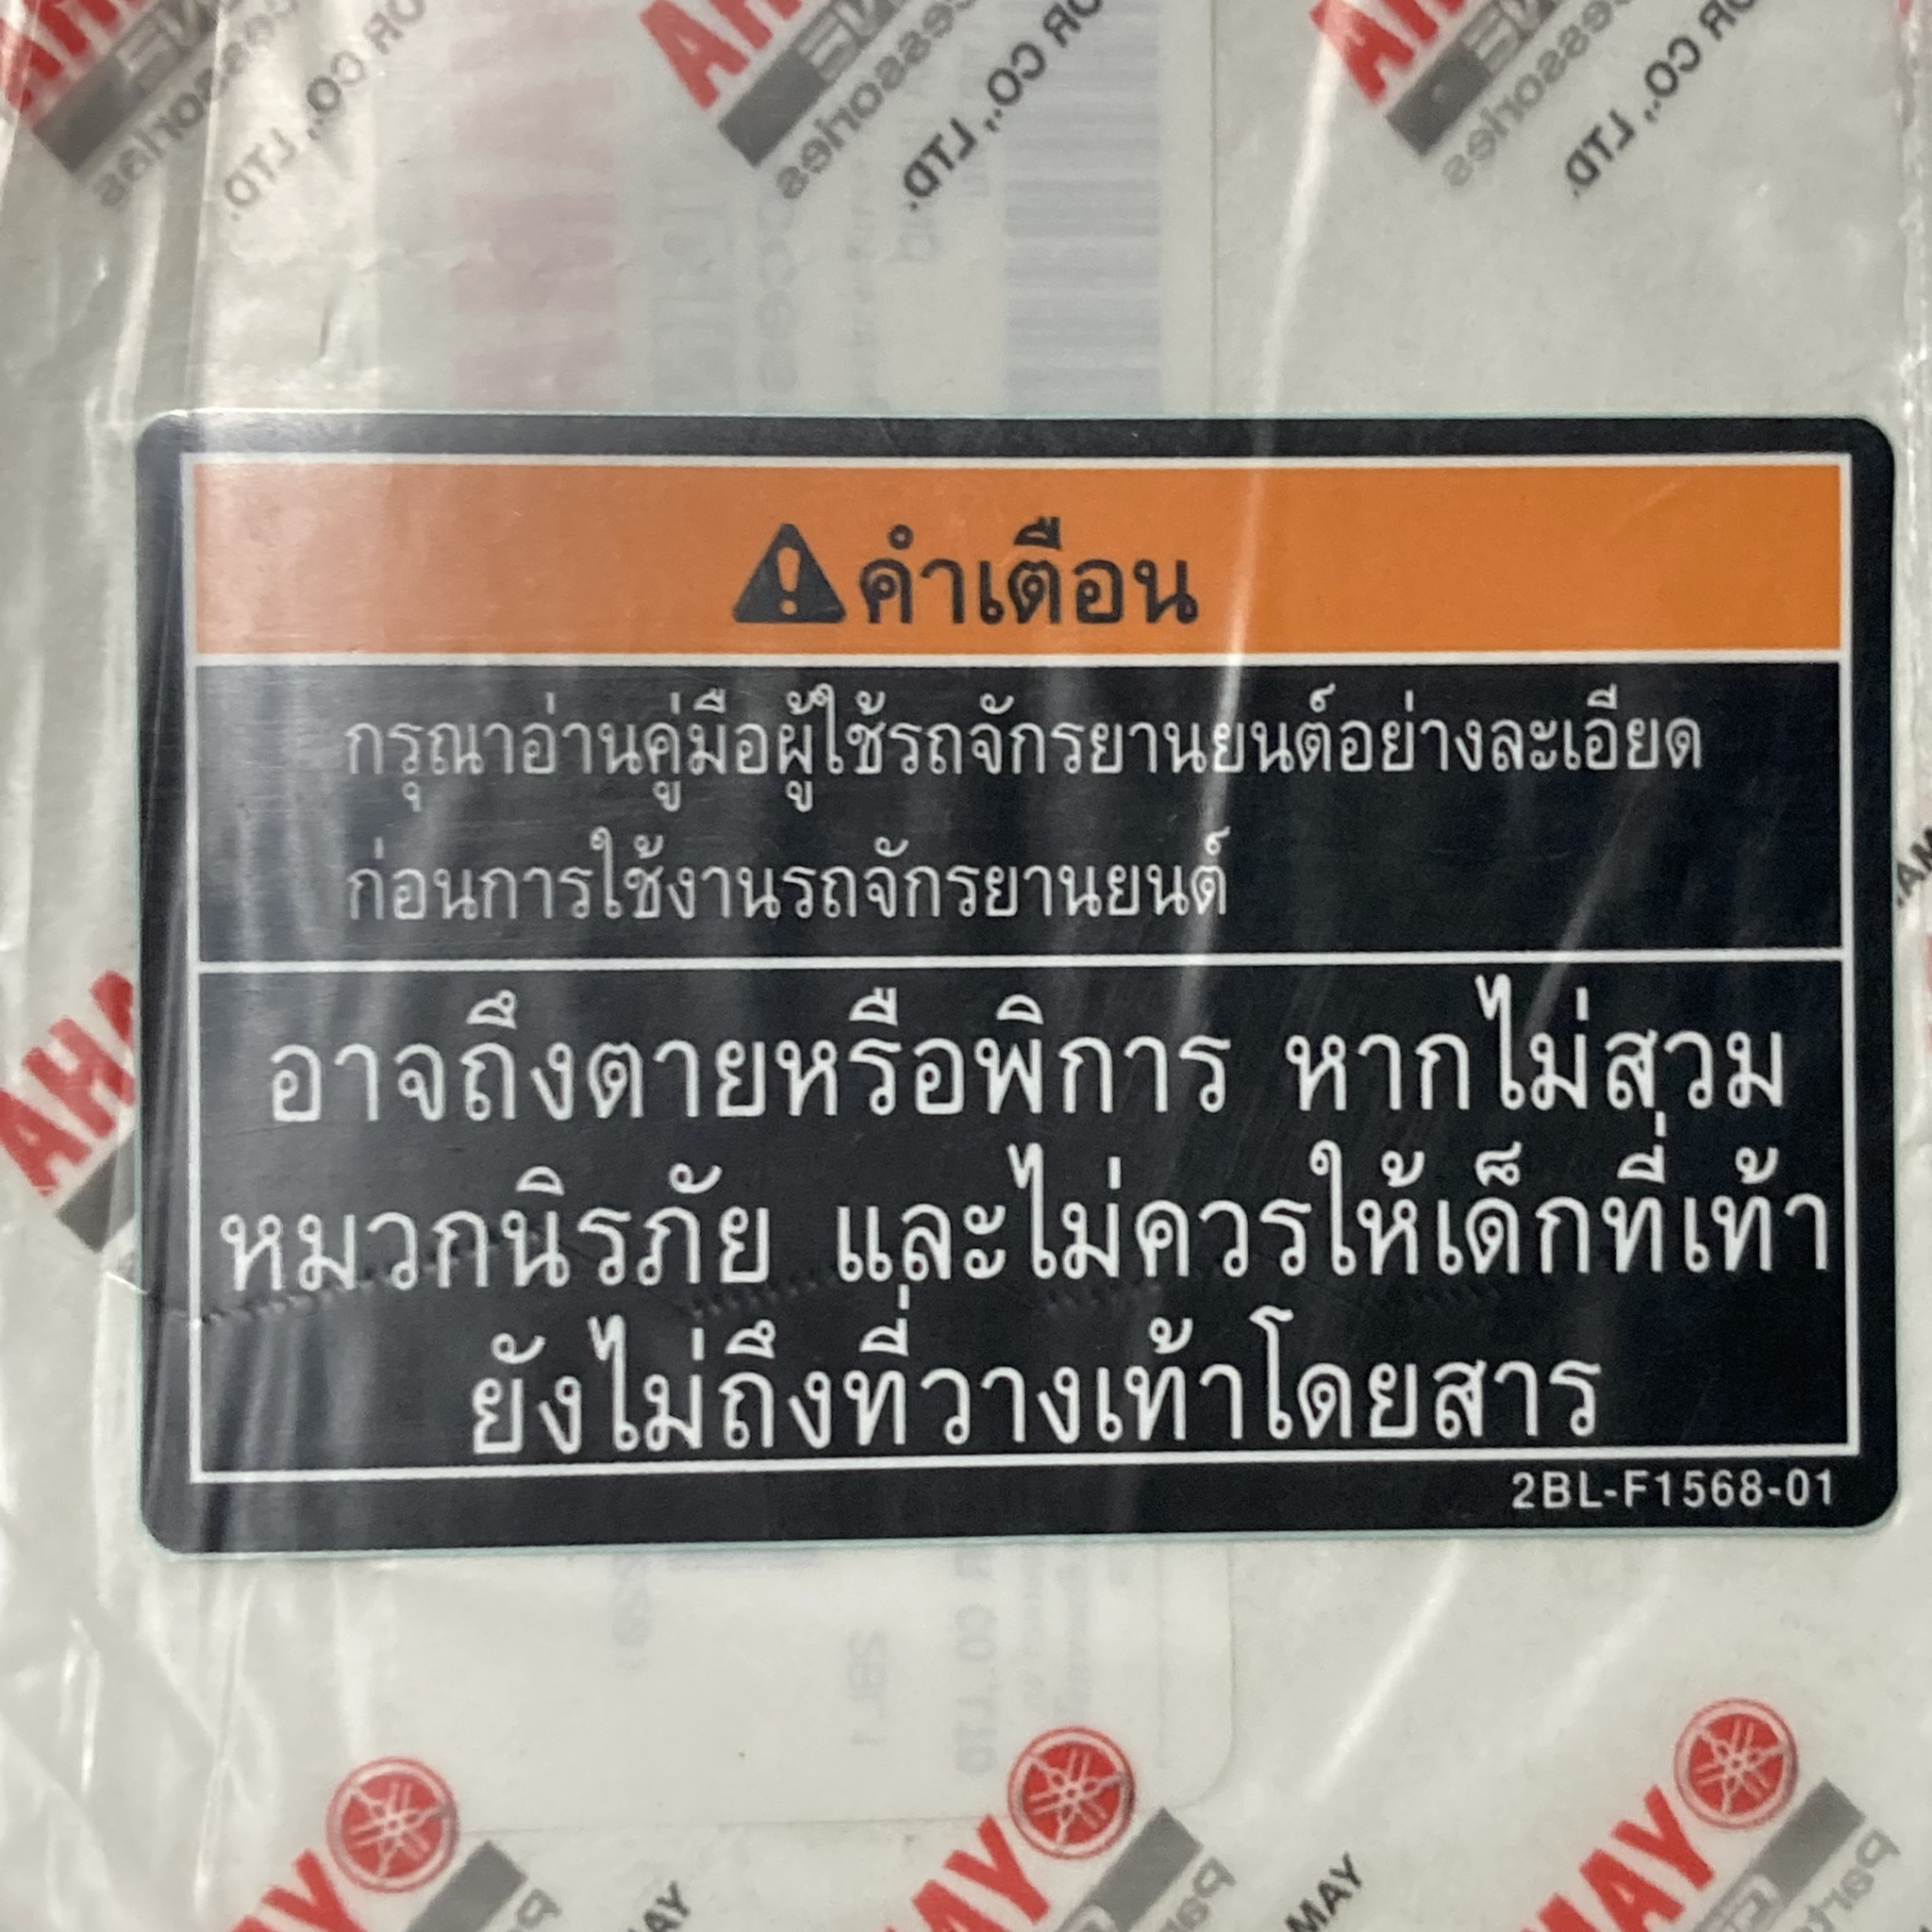 คำเตือน
กรุณาอ่านคู่มือผู้ใช้รถจักรยานยนต์อย่างละเอียด
ก่อนการใช้งานรถจักรยานยนต์
อาจถึงตายหรือพิการ หากไม่สวม
หมวกนิรภัย และไม่ควรให้เด็กที่เท้า
ยังไม่ถึงที่วางเท้าโดยสาร
2BL-F1568-01